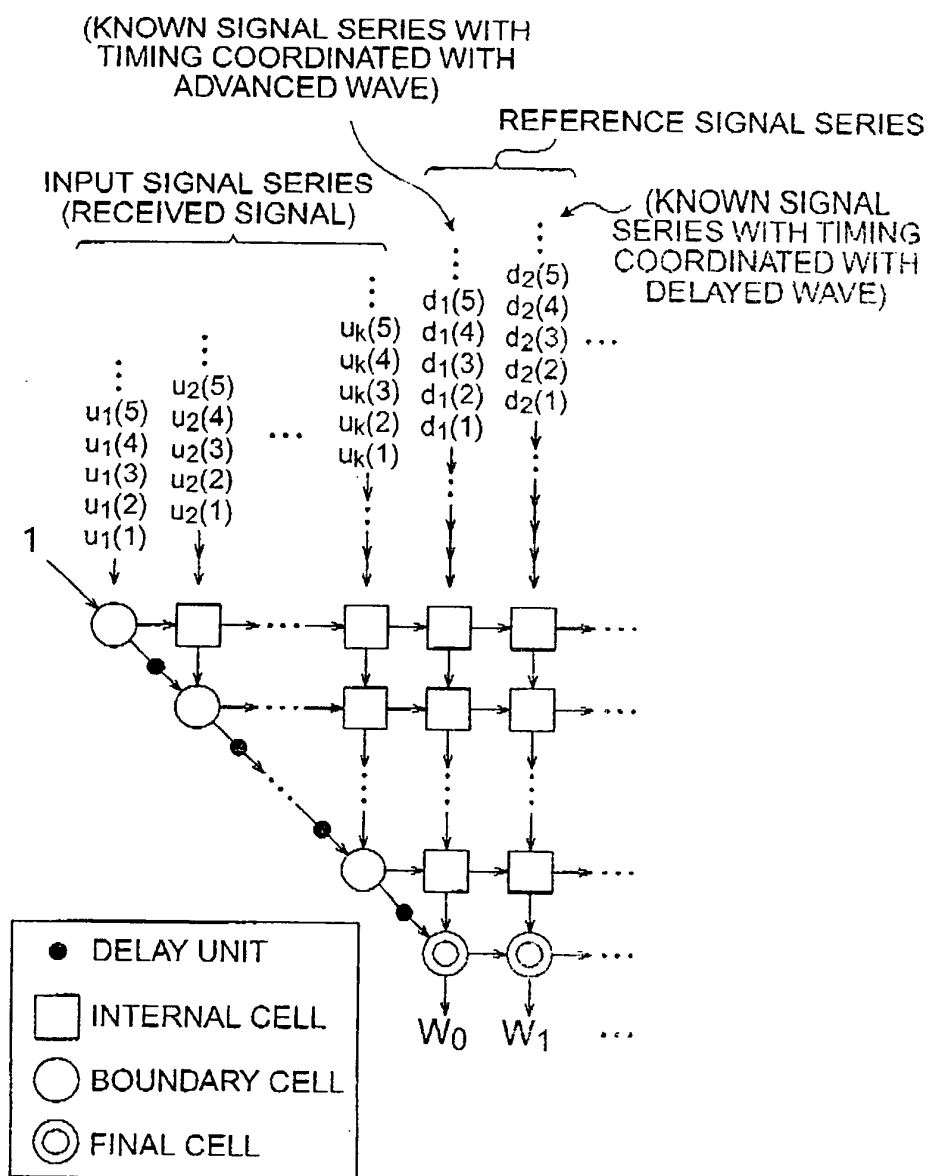 (KNOWN SIGNAL SERIES WITH
TIMING COORDINATED WITH
ADVANCED WAVE)
REFERENCE SIGNAL SERIES
INPUT SIGNAL SERIES
(RECEIVED SIGNAL)
(KNOWN SIGNAL
SERIES WITH TIMING
COORDINATED WITH
DELAYED WAVE)
u1(5)
u1(4)
u1(3)
u1(2)
u1(1)
u2(5)
u2(4)
u2(3)
u2(2)
u2(1)
...
uk(5)
uk(4)
uk(3)
uk(2)
uk(1)
d1(5)
d1(4)
d1(3)
d1(2)
d1(1)
d2(5)
d2(4)
d2(3)
d2(2)
d2(1)
...
1
W0 W1 ...
DELAY UNIT
INTERNAL CELL
BOUNDARY CELL
FINAL CELL